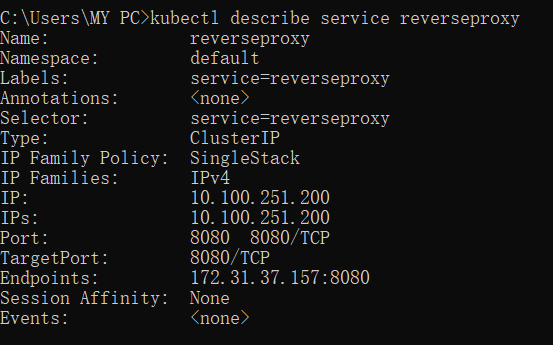 C:\Users\MY PC>kubectl describe service reverseproxy
Name: reverseproxy
Namespace: default
Labels: service=reverseproxy
Annotations: <none>
Selector: service=reverseproxy
Type: ClusterIP
IP Family Policy: SingleStack
IP Families: IPv4
IP: 10.100.251.200
IPs: 10.100.251.200
Port: 8080 8080/TCP
TargetPort: 8080/TCP
Endpoints: 172.31.37.157:8080
Session Affinity: None
Events: <none>